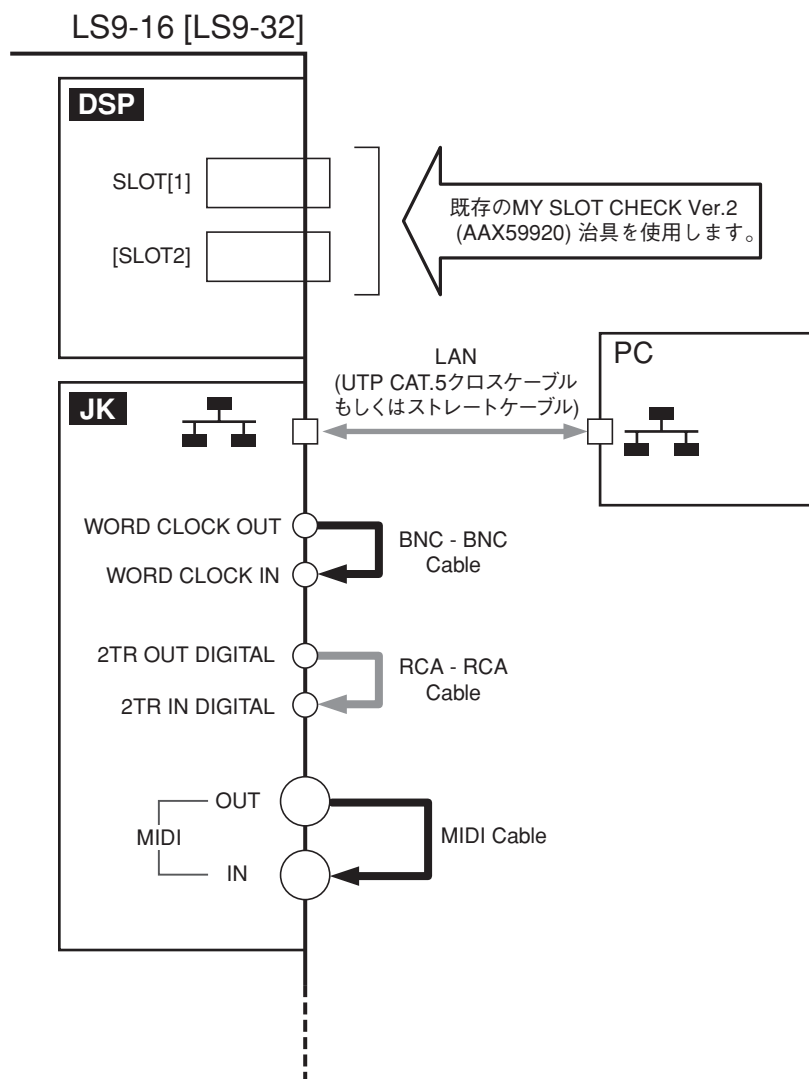 LS9-16 [LS9-32]
DSP
SLOT[1]
[SLOT2]
既存のMY SLOT CHECK Ver.2
(AAX59920) 治具を使用します。
LAN
(UTP CAT.5クロスケーブル
もしくはストレートケーブル)
PC
JK
WORD CLOCK OUT
WORD CLOCK IN
BNC - BNC
Cable
2TR OUT DIGITAL
2TR IN DIGITAL
RCA - RCA
Cable
OUT
MIDI
IN
MIDI Cable